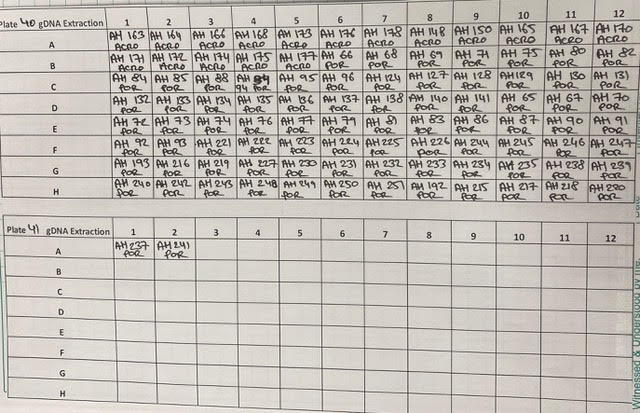 Plate 40 gDNA Extraction 1 2 3 4 5 6 7 8 9 10 11 12
A AH 163 ACRO AH 164 ACRO AH 166 ACRO AH 168 ACRO AH 173 ACRO AH 176 ACRO AH 178 ACRO AH 148 ACRO AH 150 ACRO AH 165 ACRO AH 167 ACRO AH 170 ACRO
B AH 171 ACRO AH 172 ACRO AH 174 ACRO AH 175 ACRO AH 177 ACRO AH 66 POR AH 68 POR AH 69 POR AH 71 POR AH 75 POR AH 80 POR AH 82 POR
C AH 84 POR AH 85 POR AH 88 POR AH 94 POR AH 95 POR AH 96 POR AH 124 POR AH 127 POR AH 128 POR AH 129 POR AH 130 POR AH 131 POR
D AH 132 POR AH 133 POR AH 134 POR AH 135 POR AH 136 POR AH 137 POR AH 138 POR AH 140 POR AH 141 POR AH 65 POR AH 67 POR AH 70 POR
E AH 72 POR AH 73 POR AH 74 POR AH 76 POR AH 77 POR AH 79 POR AH 81 POR AH 83 POR AH 86 POR AH 87 POR AH 90 POR AH 91 POR
F AH 92 POR AH 93 POR AH 221 POR AH 222 POR AH 223 POR AH 224 POR AH 225 POR AH 226 POR AH 244 POR AH 245 POR AH 246 POR AH 247 POR
G AH 193 POR AH 216 POR AH 219 POR AH 227 POR AH 230 POR AH 231 POR AH 232 POR AH 233 POR AH 234 POR AH 235 POR AH 238 POR AH 239 POR
H AH 240 POR AH 242 POR AH 243 POR AH 248 POR AH 249 POR AH 250 POR AH 251 POR AH 192 POR AH 215 POR AH 217 POR AH 218 POR AH 220 POR
Plate 41 gDNA Extraction 1 2 3 4 5 6 7 8 9 10 11 12
A AH 237 POR AH 241 POR
B
C
D
E
F
G
H
Witnessed & Understood by me,